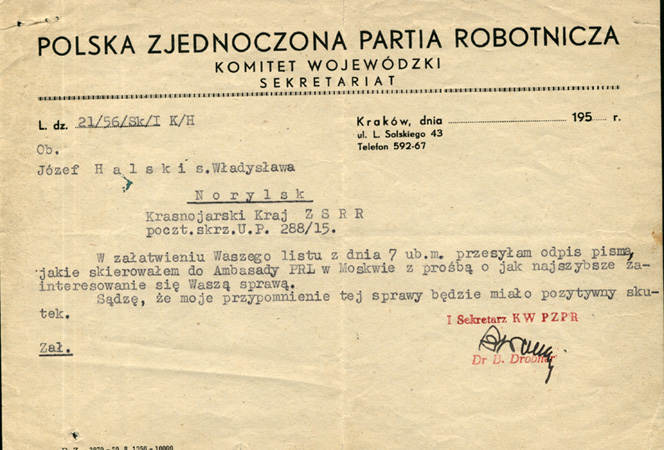 POLSKA ZJEDNOCZONA PARTIA ROBOTNICZA
KOMITET WOJEWÓDZKI
SEKRETARIAT
L. dz. 21/56/Sk/I K/H
Kraków, dnia ........................ 195...... r.
ul. L. Solskiego 43
Telefon 592-67
Ob.
Józef H a l s k i s. Władysława
N o r y l s k
Krasnojarski Kraj Z S R R
poczt.skrz.U.P. 288/15.
W załatwieniu Waszego listu z dnia 7 ub.m. przesyłam odpis pisma,
jakie skierowałem do Ambasady PRL w Moskwie z prośbą o jak najszybsze za-
interesowanie się Waszą sprawą.
Sądzę, że moje przypomnienie tej sprawy będzie miało pozytywny sku-
tek.
I Sekretarz KW PZPR
Dr B. Drobner
Zał.